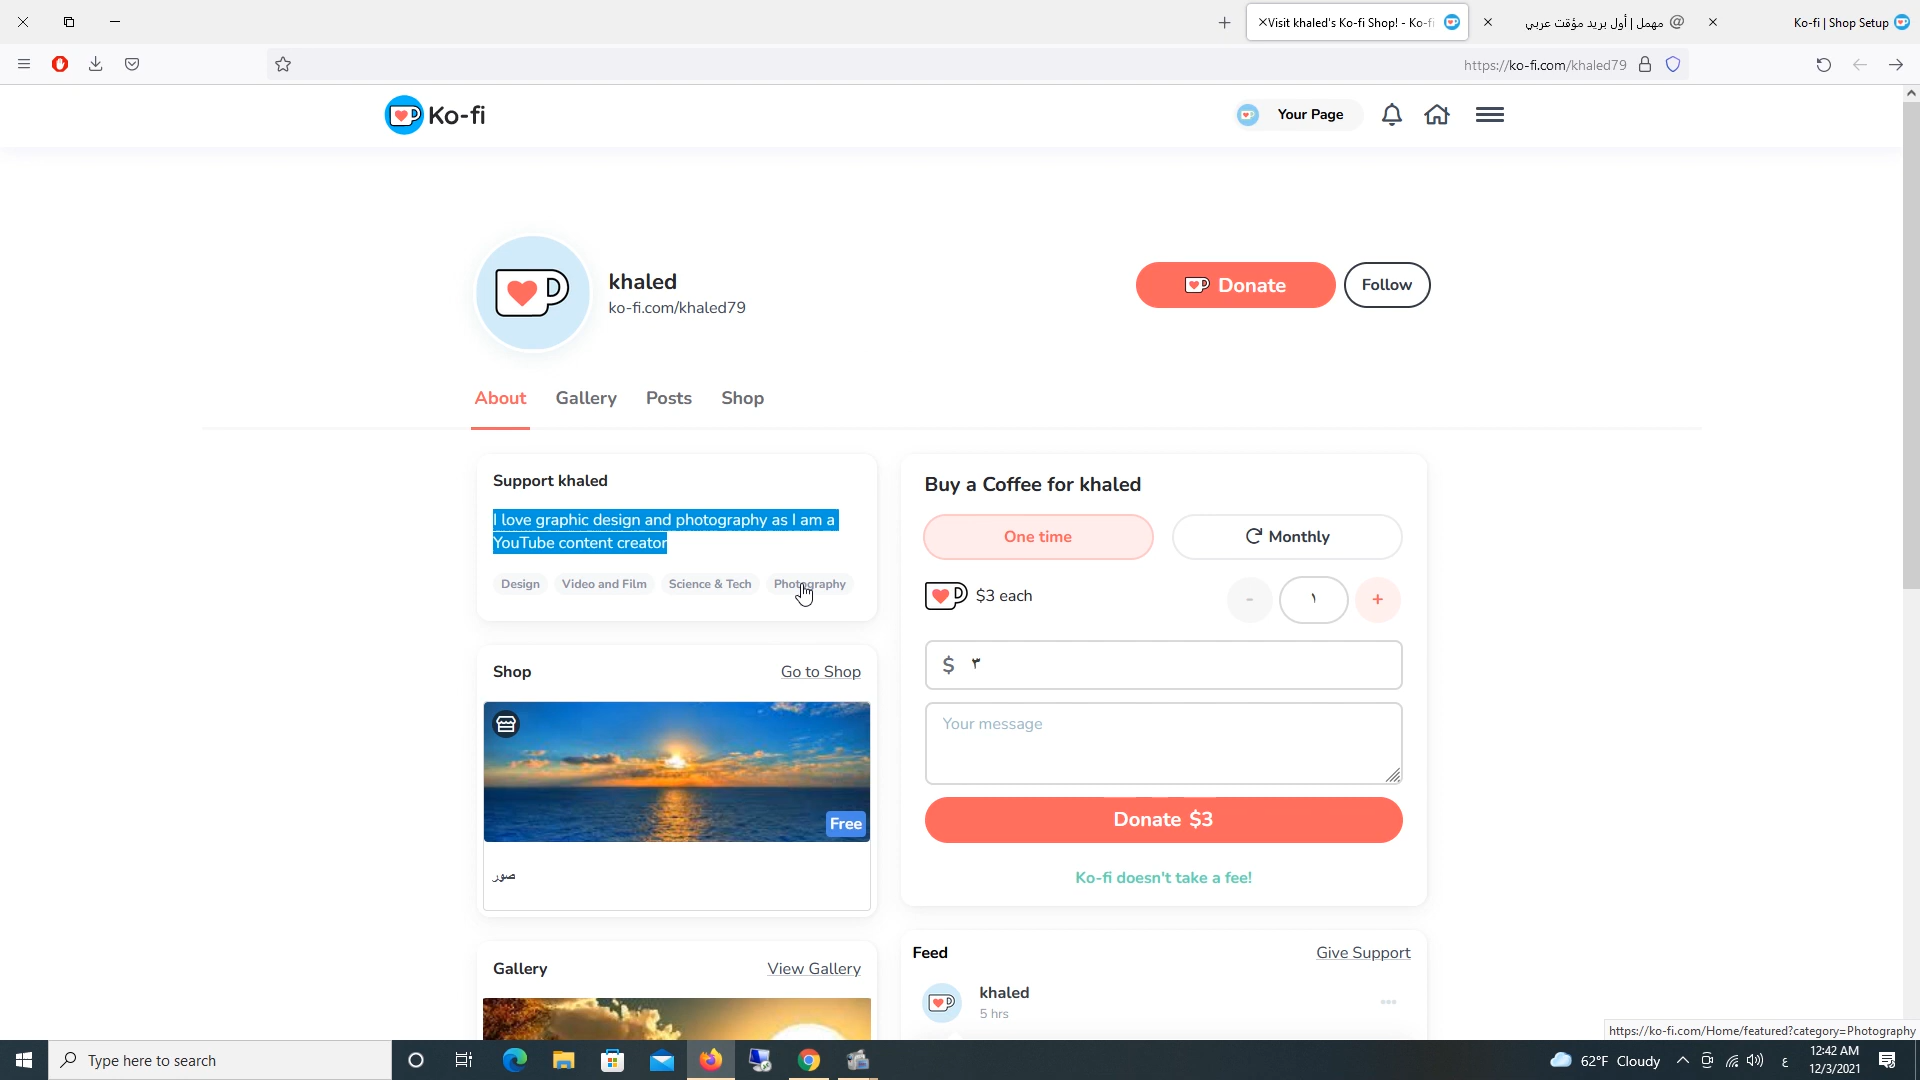 Visit khaled's Ko-fi Shop! - Ko-fi
مهمل | أول بريد مؤقت عربي
Ko-fi | Shop Setup
https://ko-fi.com/khaled79
Ko-fi
Your Page
khaled
ko-fi.com/khaled79
Donate
Follow
About
Gallery
Posts
Shop
Support khaled
I love graphic design and photography as I am a
YouTube content creator
Design
Video and Film
Science & Tech
Photography
Buy a Coffee for khaled
One time
Monthly
$3 each
-
١
+
$ ٣
Your message
Donate $3
Ko-fi doesn't take a fee!
Shop
Go to Shop
Free
صور
Gallery
View Gallery
Feed
Give Support
khaled
5 hrs
https://ko-fi.com/Home/featured?category=Photography
Type here to search
62°F Cloudy
ع
12:42 AM
12/3/2021